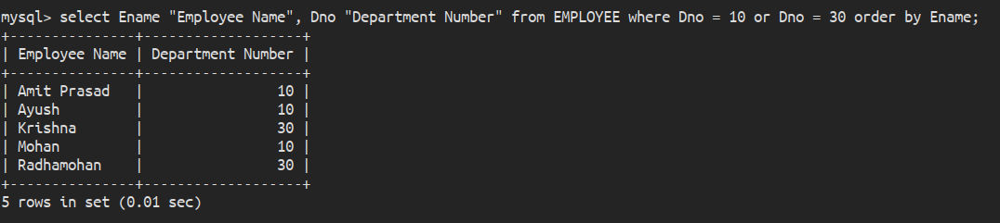 mysql> select Ename "Employee Name", Dno "Department Number" from EMPLOYEE where Dno = 10 or Dno = 30 order by Ename;
+---------------+-------------------+
| Employee Name | Department Number |
+---------------+-------------------+
| Amit Prasad   |                10 |
| Ayush         |                10 |
| Krishna       |                30 |
| Mohan         |                10 |
| Radhamohan    |                30 |
+---------------+-------------------+
5 rows in set (0.01 sec)